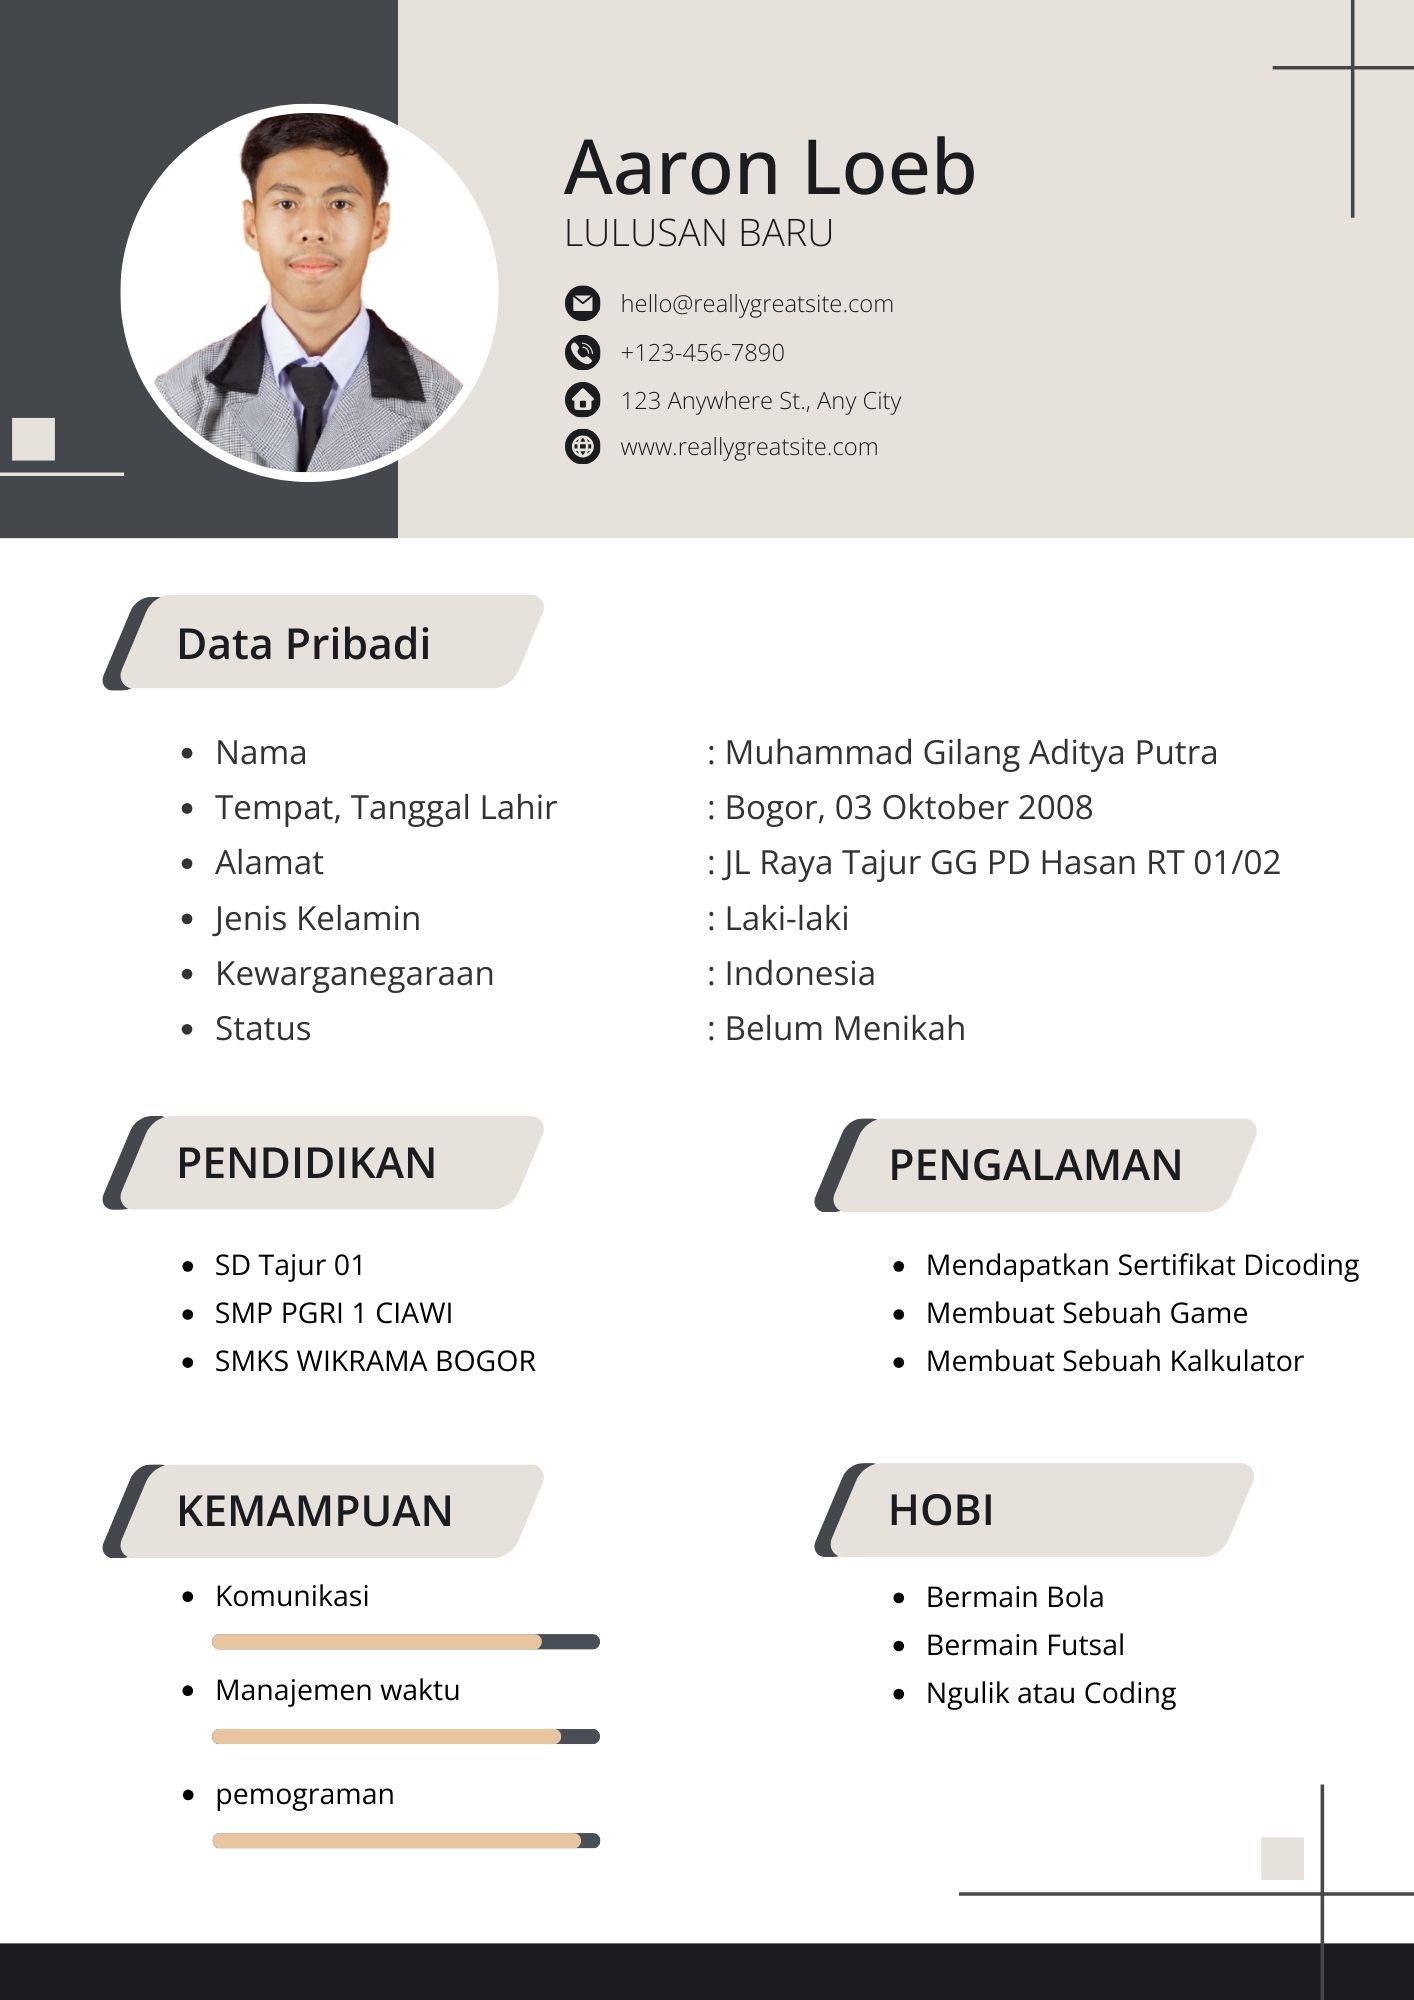 Aaron Loeb
LULUSAN BARU
hello@reallygreatsite.com
+123-456-7890
123 Anywhere St., Any City
www.reallygreatsite.com
Data Pribadi
Nama : Muhammad Gilang Aditya Putra
Tempat, Tanggal Lahir : Bogor, 03 Oktober 2008
Alamat : JL Raya Tajur GG PD Hasan RT 01/02
Jenis Kelamin : Laki-laki
Kewarganegaraan : Indonesia
Status : Belum Menikah
PENDIDIKAN
SD Tajur 01
SMP PGRI 1 CIAWI
SMKS WIKRAMA BOGOR
PENGALAMAN
Mendapatkan Sertifikat Dicoding
Membuat Sebuah Game
Membuat Sebuah Kalkulator
KEMAMPUAN
Komunikasi
Manajemen waktu
pemograman
HOBI
Bermain Bola
Bermain Futsal
Ngulik atau Coding